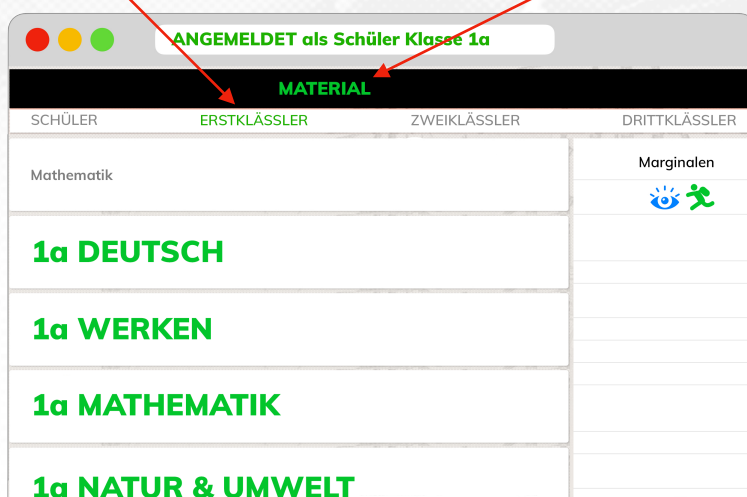 ANGEMELDET als Schüler Klasse 1a
MATERIAL
SCHÜLER ERSTKLÄSSLER ZWEIKLÄSSLER DRITTKLÄSSLER
Mathematik
Marginalen
1a DEUTSCH
1a WERKEN
1a MATHEMATIK
1a NATUR & UMWELT